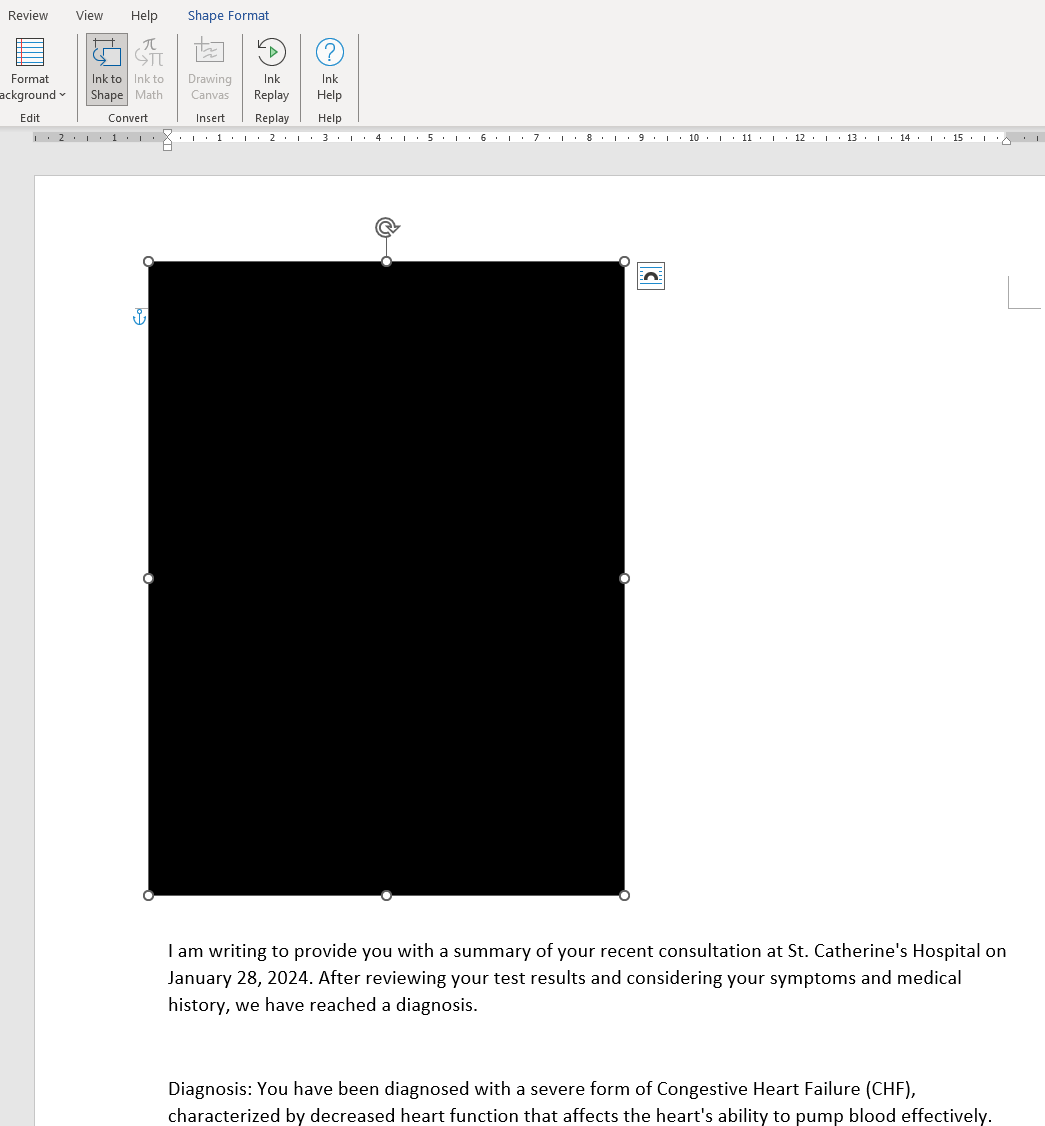 Review View Help Shape Format
Format
ackground
Ink to
Shape
Ink to
Math
Drawing
Canvas
Ink
Replay
Ink
Help
Edit Convert Insert Replay Help
2 1 1 2 3 4 5 6 7 8 9 10 11 12 13 14 15
I am writing to provide you with a summary of your recent consultation at St. Catherine's Hospital on
January 28, 2024. After reviewing your test results and considering your symptoms and medical
history, we have reached a diagnosis.
Diagnosis: You have been diagnosed with a severe form of Congestive Heart Failure (CHF),
characterized by decreased heart function that affects the heart's ability to pump blood effectively.